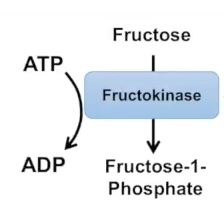 Fructose
ATP
Fructokinase
ADP
Fructose-1-
Phosphate